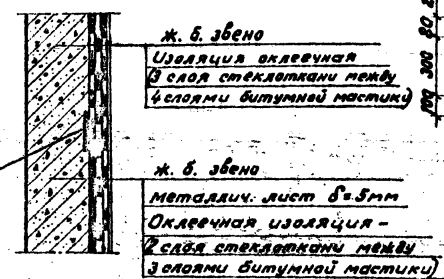 ж. б. звено
Изоляция оклеечная
(3 слоя стеклоткани между
4 слоями битумной мастики)
100 300 80,
ж. б. звено
металлич. лист δ=5мм
Оклеечная изоляция –
(2 слоя стеклоткани между
3 слоями битумной мастики)